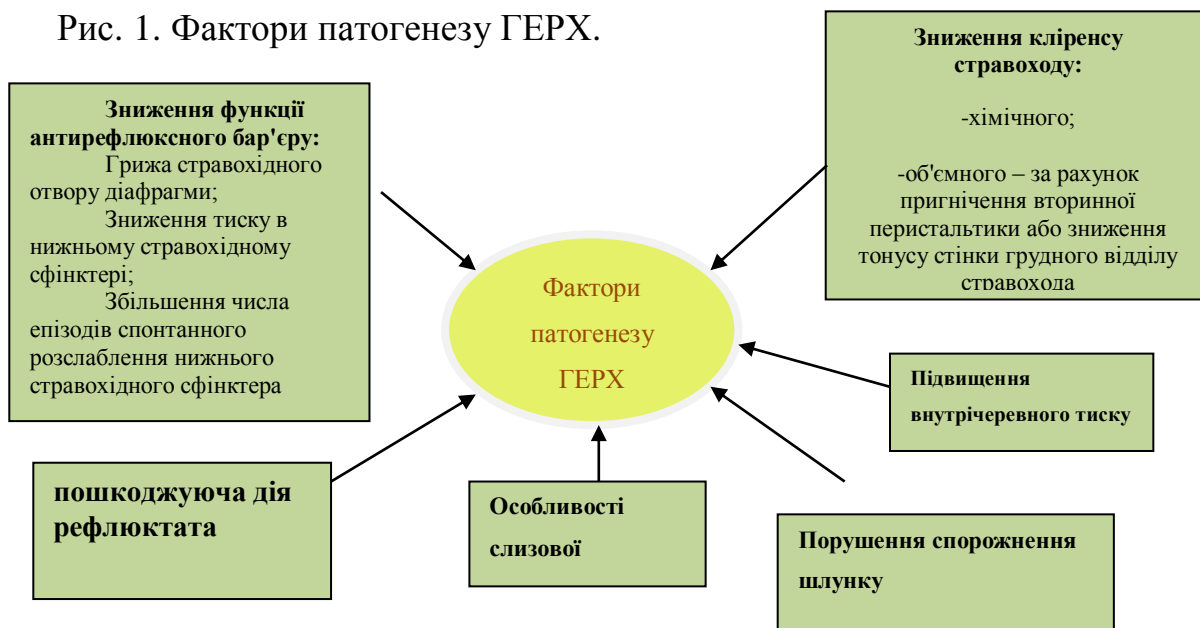 Рис. 1. Фактори патогенезу ГЕРХ.
Зниження функції
антирефлюксного бар'єру:
Грижа стравохідного
отвору діафрагми;
Зниження тиску в
нижньому стравохідному
сфінктері;
Збільшення числа
епізодів спонтанного
розслаблення нижнього
стравохідного сфінктера
Зниження кліренсу
стравоходу:
-хімічного;
-об'ємного – за рахунок
пригнічення вторинної
перистальтики або зниження
тонусу стінки грудного відділу
стравохода
Фактори
патогенезу
ГЕРХ
Підвищення
внутрічеревного тиску
пошкоджуюча дія
рефлюктата
Особливості
слизової
Порушення спорожнення
шлунку